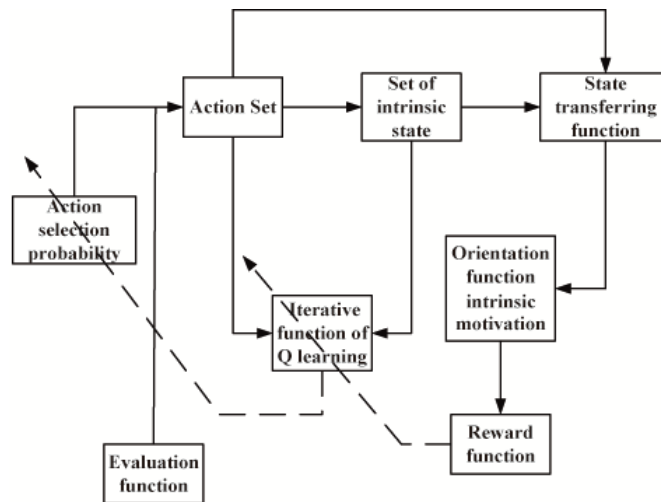 Action Set
Set of
intrinsic
state
State
transferring
function
Action
selection
probability
Orientation
function
intrinsic
motivation
Iterative
function of
Q learning
Reward
function
Evaluation
function